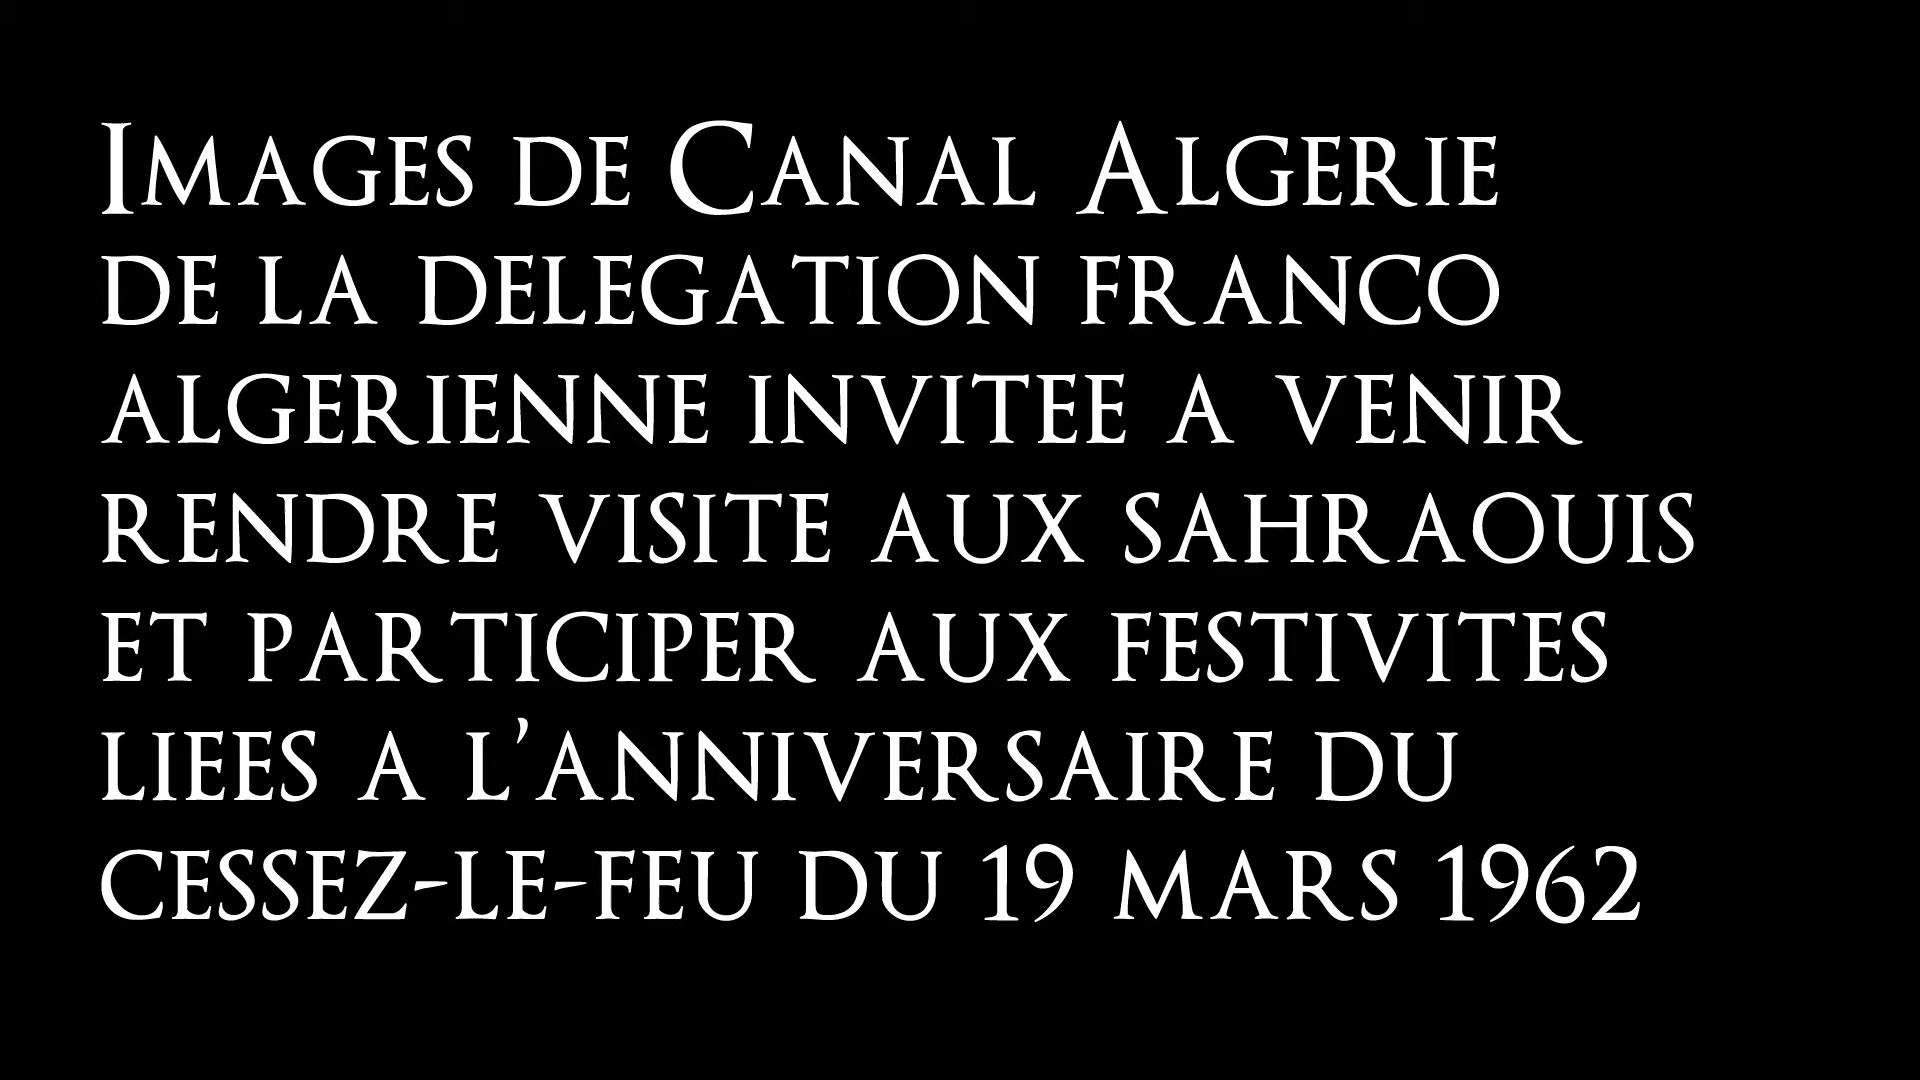 Images de Canal Algerie
de la delegation franco
algerienne invitee a venir
rendre visite aux sahraouis
et participer aux festivites
liees a l’anniversaire du
cessez-le-feu du 19 mars 1962